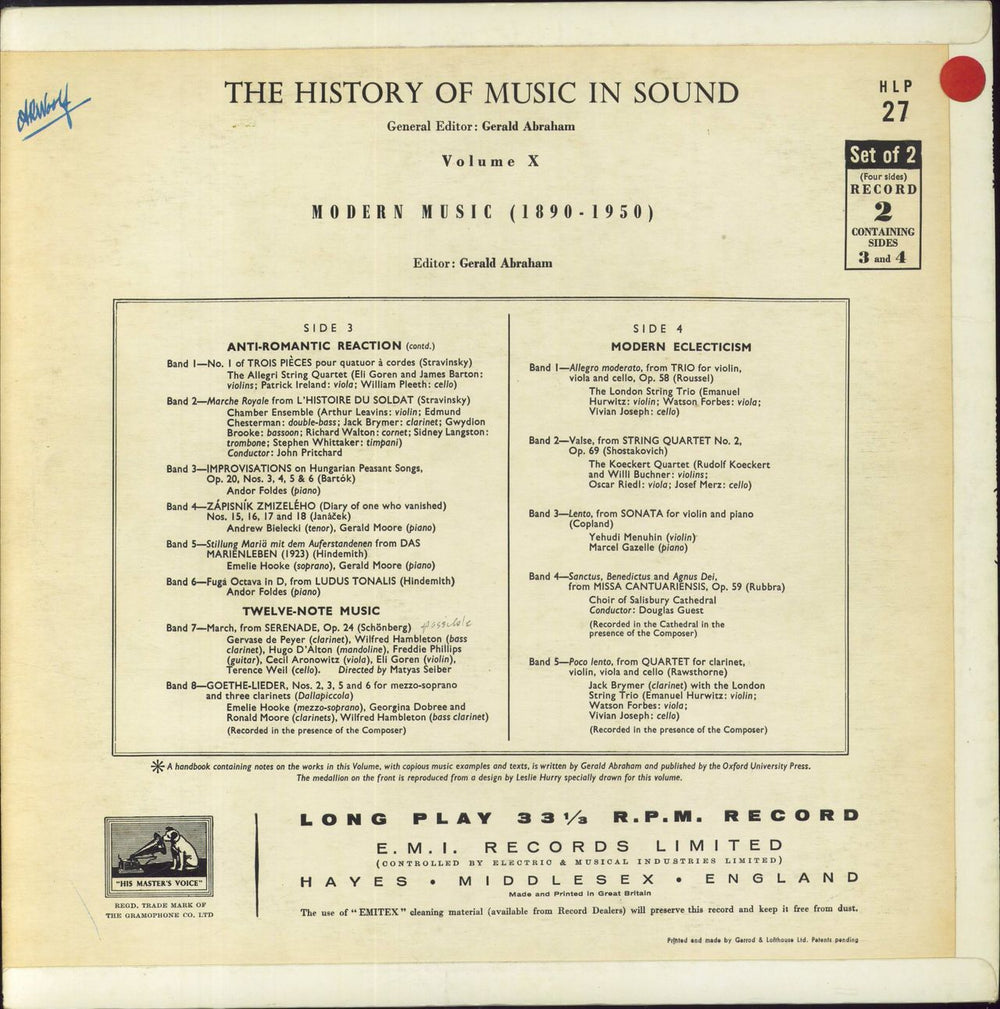 THE HISTORY OF MUSIC IN SOUND
General Editor: Gerald Abraham
Volume X
MODERN MUSIC (1890-1950)
Editor: Gerald Abraham
HLP
27
Set of 2
(Four sides)
RECORD
2
CONTAINING
SIDES
3 and 4
SIDE 3
ANTI-ROMANTIC REACTION (contd.)
Band 1—No. 1 of TROIS PIÈCES pour quatuor à cordes (Stravinsky)
The Allegri String Quartet (Eli Goren and James Barton:
violins; Patrick Ireland: viola; William Pleeth: cello)
Band 2—Marche Royale from L'HISTOIRE DU SOLDAT (Stravinsky)
Chamber Ensemble (Arthur Leavins: violin; Edmund
Chesterman: double-bass; Jack Brymer: clarinet; Gwydion
Brooke: bassoon; Richard Walton: cornet; Sidney Langston:
trombone; Stephen Whittaker: timpani)
Conductor: John Pritchard
Band 3—IMPROVISATIONS on Hungarian Peasant Songs,
Op. 20, Nos. 3, 4, 5 & 6 (Bartók)
Andor Foldes (piano)
Band 4—ZÁPISNÍK ZMIZELÉHO (Diary of one who vanished)
Nos. 15, 16, 17 and 18 (Janáček)
Andrew Bielecki (tenor), Gerald Moore (piano)
Band 5—Stillung Mariä mit dem Auferstandenen from DAS
MARIENLEBEN (1923) (Hindemith)
Emelie Hooke (soprano), Gerald Moore (piano)
Band 6—Fuga Octava in D, from LUDUS TONALIS (Hindemith)
Andor Foldes (piano)
TWELVE-NOTE MUSIC
Band 7—March, from SERENADE, Op. 24 (Schönberg)
Gervase de Peyer (clarinet), Wilfred Hambleton (bass
clarinet), Hugo D'Alton (mandoline), Freddie Phillips
(guitar), Cecil Aronowitz (viola), Eli Goren (violin),
Terence Weil (cello). Directed by Matyas Seiber
Band 8—GOETHE-LIEDER, Nos. 2, 3, 5 and 6 for mezzo-soprano
and three clarinets (Dallapiccola)
Emelie Hooke (mezzo-soprano), Georgina Dobree and
Ronald Moore (clarinets), Wilfred Hambleton (bass clarinet)
(Recorded in the presence of the Composer)
SIDE 4
MODERN ECLECTICISM
Band 1—Allegro moderato, from TRIO for violin,
viola and cello, Op. 58 (Roussel)
The London String Trio (Emanuel
Hurwitz: violin; Watson Forbes: viola;
Vivian Joseph: cello)
Band 2—Valse, from STRING QUARTET No. 2,
Op. 69 (Shostakovich)
The Koeckert Quartet (Rudolf Koeckert
and Willi Buchner: violins;
Oscar Riedl: viola; Josef Merz: cello)
Band 3—Lento, from SONATA for violin and piano
(Copland)
Yehudi Menuhin (violin)
Marcel Gazelle (piano)
Band 4—Sanctus, Benedictus and Agnus Dei,
from MISSA CANTUARIENSIS, Op. 59 (Rubbra)
Choir of Salisbury Cathedral
Conductor: Douglas Guest
(Recorded in the Cathedral in the
presence of the Composer)
Band 5—Poco lento, from QUARTET for clarinet,
violin, viola and cello (Rawsthorne)
Jack Brymer (clarinet) with the London
String Trio (Emanuel Hurwitz: violin;
Watson Forbes: viola;
Vivian Joseph: cello)
(Recorded in the presence of the Composer)
* A handbook containing notes on the works in this Volume, with copious music examples and texts, is written by Gerald Abraham and published by the Oxford University Press.
The medallion on the front is reproduced from a design by Leslie Hurry specially drawn for this volume.
"HIS MASTER'S VOICE"
REGD. TRADE MARK OF
THE GRAMOPHONE CO. LTD
LONG PLAY 33 1/3 R.P.M. RECORD
E.M.I. RECORDS LIMITED
(CONTROLLED BY ELECTRIC & MUSICAL INDUSTRIES LIMITED)
HAYES • MIDDLESEX • ENGLAND
Made and Printed in Great Britain
The use of "EMITEX" cleaning material (available from Record Dealers) will preserve this record and keep it free from dust.
Printed and made by Garrod & Lofthouse Ltd. Patents pending